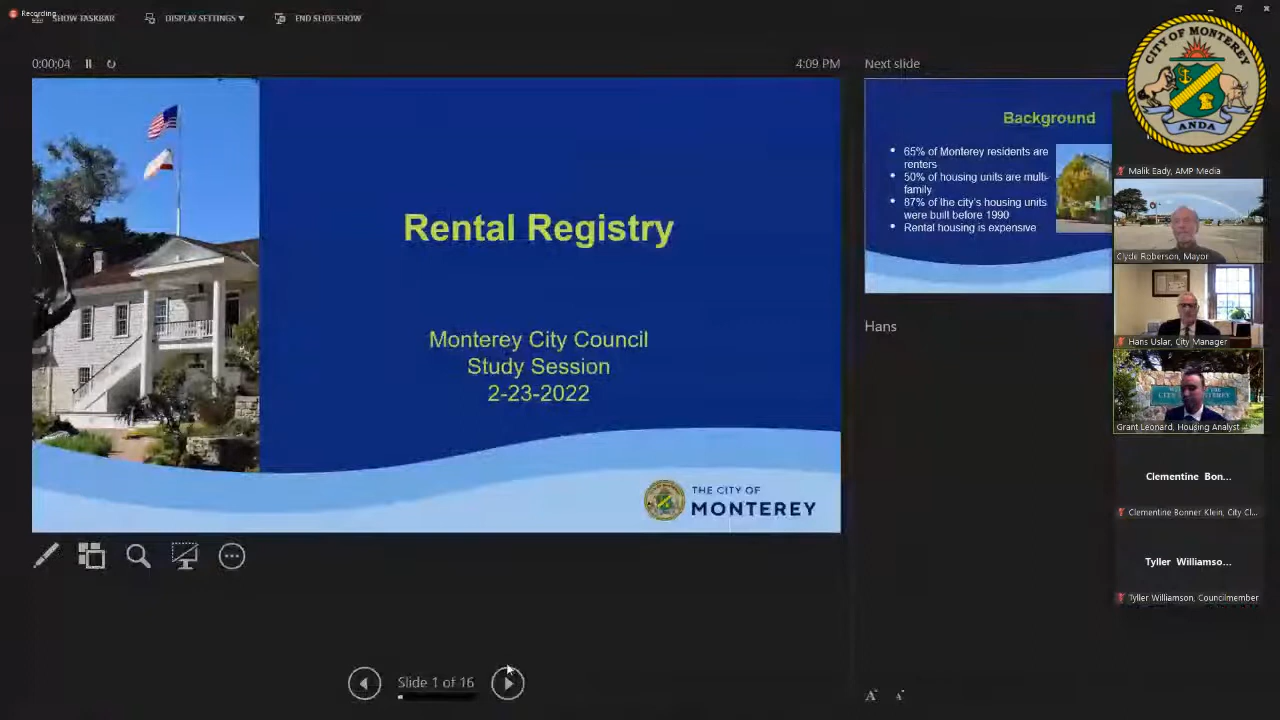 Recording
SHOW TASKBAR
DISPLAY SETTINGS ▼
END SLIDESHOW
0:00:04
4:09 PM
Next slide
CITY OF MONTEREY
ANDA
Rental Registry
Monterey City Council
Study Session
2-23-2022
THE CITY OF
MONTEREY
Background
• 65% of Monterey residents are
renters
• 50% of housing units are multi-
family
• 87% of the city's housing units
were built before 1990
• Rental housing is expensive
Hans
Malik Eady, AMP Media
Clyde Roberson, Mayor
Hans Uslar, City Manager
Grant Leonard, Housing Analyst
Clementine Bon...
Clementine Bonner Klein, City Cl...
Tyller Williamso...
Tyller Williamson, Councilmember
Slide 1 of 16
A
A